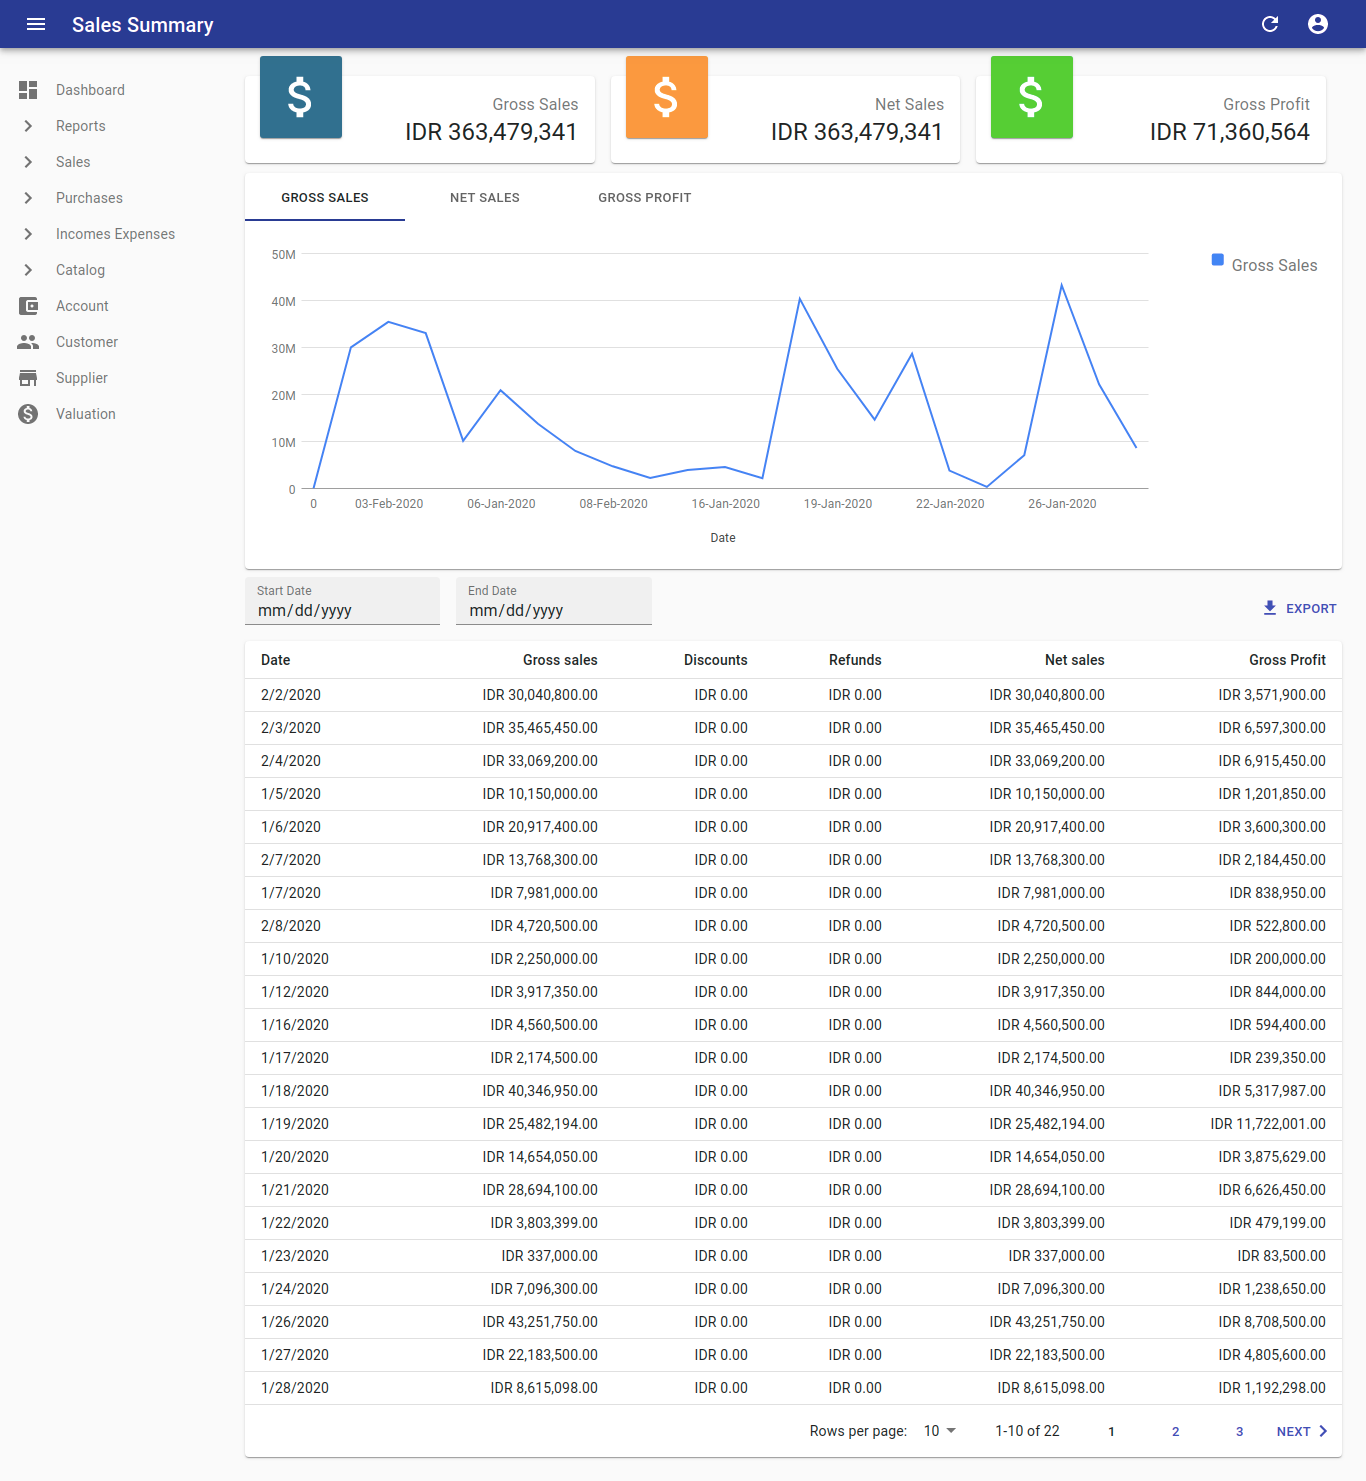 Sales Summary
Dashboard
Reports
Sales
Purchases
Incomes Expenses
Catalog
Account
Customer
Supplier
Valuation
$ Gross Sales
IDR 363,479,341
$ Net Sales
IDR 363,479,341
$ Gross Profit
IDR 71,360,564
GROSS SALES NET SALES GROSS PROFIT
50M
40M
30M
20M
10M
0
0 03-Feb-2020 06-Jan-2020 08-Feb-2020 16-Jan-2020 19-Jan-2020 22-Jan-2020 26-Jan-2020
Date
Gross Sales
Start Date
mm/dd/yyyy
End Date
mm/dd/yyyy
EXPORT
Date Gross sales Discounts Refunds Net sales Gross Profit
2/2/2020 IDR 30,040,800.00 IDR 0.00 IDR 0.00 IDR 30,040,800.00 IDR 3,571,900.00
2/3/2020 IDR 35,465,450.00 IDR 0.00 IDR 0.00 IDR 35,465,450.00 IDR 6,597,300.00
2/4/2020 IDR 33,069,200.00 IDR 0.00 IDR 0.00 IDR 33,069,200.00 IDR 6,915,450.00
1/5/2020 IDR 10,150,000.00 IDR 0.00 IDR 0.00 IDR 10,150,000.00 IDR 1,201,850.00
1/6/2020 IDR 20,917,400.00 IDR 0.00 IDR 0.00 IDR 20,917,400.00 IDR 3,600,300.00
2/7/2020 IDR 13,768,300.00 IDR 0.00 IDR 0.00 IDR 13,768,300.00 IDR 2,184,450.00
1/7/2020 IDR 7,981,000.00 IDR 0.00 IDR 0.00 IDR 7,981,000.00 IDR 838,950.00
2/8/2020 IDR 4,720,500.00 IDR 0.00 IDR 0.00 IDR 4,720,500.00 IDR 522,800.00
1/10/2020 IDR 2,250,000.00 IDR 0.00 IDR 0.00 IDR 2,250,000.00 IDR 200,000.00
1/12/2020 IDR 3,917,350.00 IDR 0.00 IDR 0.00 IDR 3,917,350.00 IDR 844,000.00
1/16/2020 IDR 4,560,500.00 IDR 0.00 IDR 0.00 IDR 4,560,500.00 IDR 594,400.00
1/17/2020 IDR 2,174,500.00 IDR 0.00 IDR 0.00 IDR 2,174,500.00 IDR 239,350.00
1/18/2020 IDR 40,346,950.00 IDR 0.00 IDR 0.00 IDR 40,346,950.00 IDR 5,317,987.00
1/19/2020 IDR 25,482,194.00 IDR 0.00 IDR 0.00 IDR 25,482,194.00 IDR 11,722,001.00
1/20/2020 IDR 14,654,050.00 IDR 0.00 IDR 0.00 IDR 14,654,050.00 IDR 3,875,629.00
1/21/2020 IDR 28,694,100.00 IDR 0.00 IDR 0.00 IDR 28,694,100.00 IDR 6,626,450.00
1/22/2020 IDR 3,803,399.00 IDR 0.00 IDR 0.00 IDR 3,803,399.00 IDR 479,199.00
1/23/2020 IDR 337,000.00 IDR 0.00 IDR 0.00 IDR 337,000.00 IDR 83,500.00
1/24/2020 IDR 7,096,300.00 IDR 0.00 IDR 0.00 IDR 7,096,300.00 IDR 1,238,650.00
1/26/2020 IDR 43,251,750.00 IDR 0.00 IDR 0.00 IDR 43,251,750.00 IDR 8,708,500.00
1/27/2020 IDR 22,183,500.00 IDR 0.00 IDR 0.00 IDR 22,183,500.00 IDR 4,805,600.00
1/28/2020 IDR 8,615,098.00 IDR 0.00 IDR 0.00 IDR 8,615,098.00 IDR 1,192,298.00
Rows per page: 10 1-10 of 22 1 2 3 NEXT